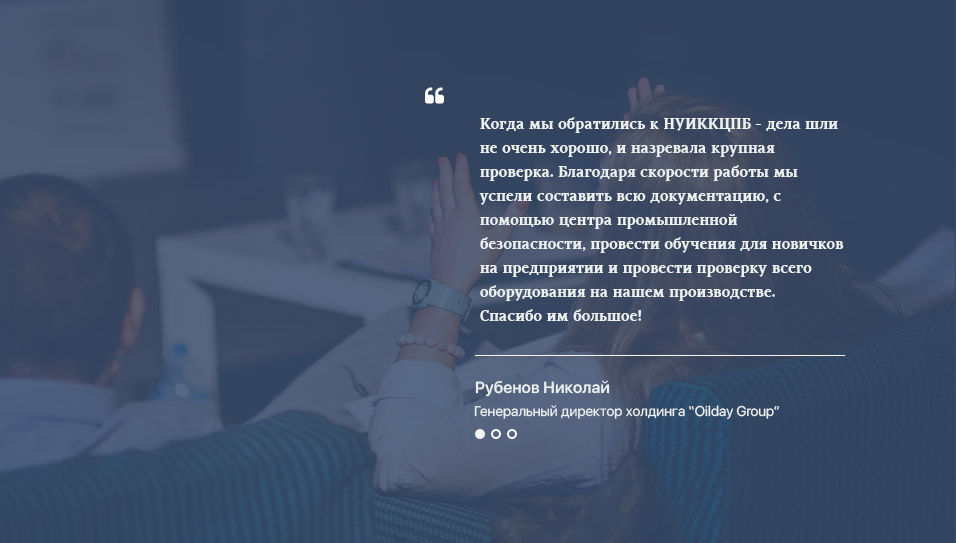 Когда мы обратились к НУИККЦПБ - дела шли
не очень хорошо, и назревала крупная
проверка. Благодаря скорости работы мы
успели составить всю документацию, с
помощью центра промышленной
безопасности, провести обучения для новичков
на предприятии и провести проверку всего
оборудования на нашем производстве.
Спасибо им большое!
Рубенов Николай
Генеральный директор холдинга “Oilday Group”